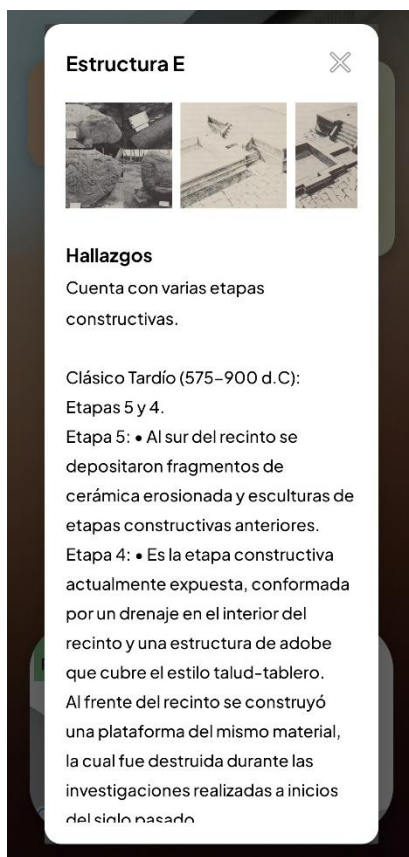 Estructura E
Hallazgos
Cuenta con varias etapas
constructivas.
Clásico Tardío (575–900 d.C):
Etapas 5 y 4.
Etapa 5: • Al sur del recinto se
depositaron fragmentos de
cerámica erosionada y esculturas de
etapas constructivas anteriores.
Etapa 4: • Es la etapa constructiva
actualmente expuesta, conformada
por un drenaje en el interior del
recinto y una estructura de adobe
que cubre el estilo talud-tablero.
Al frente del recinto se construyó
una plataforma del mismo material,
la cual fue destruida durante las
investigaciones realizadas a inicios
del siglo pasado